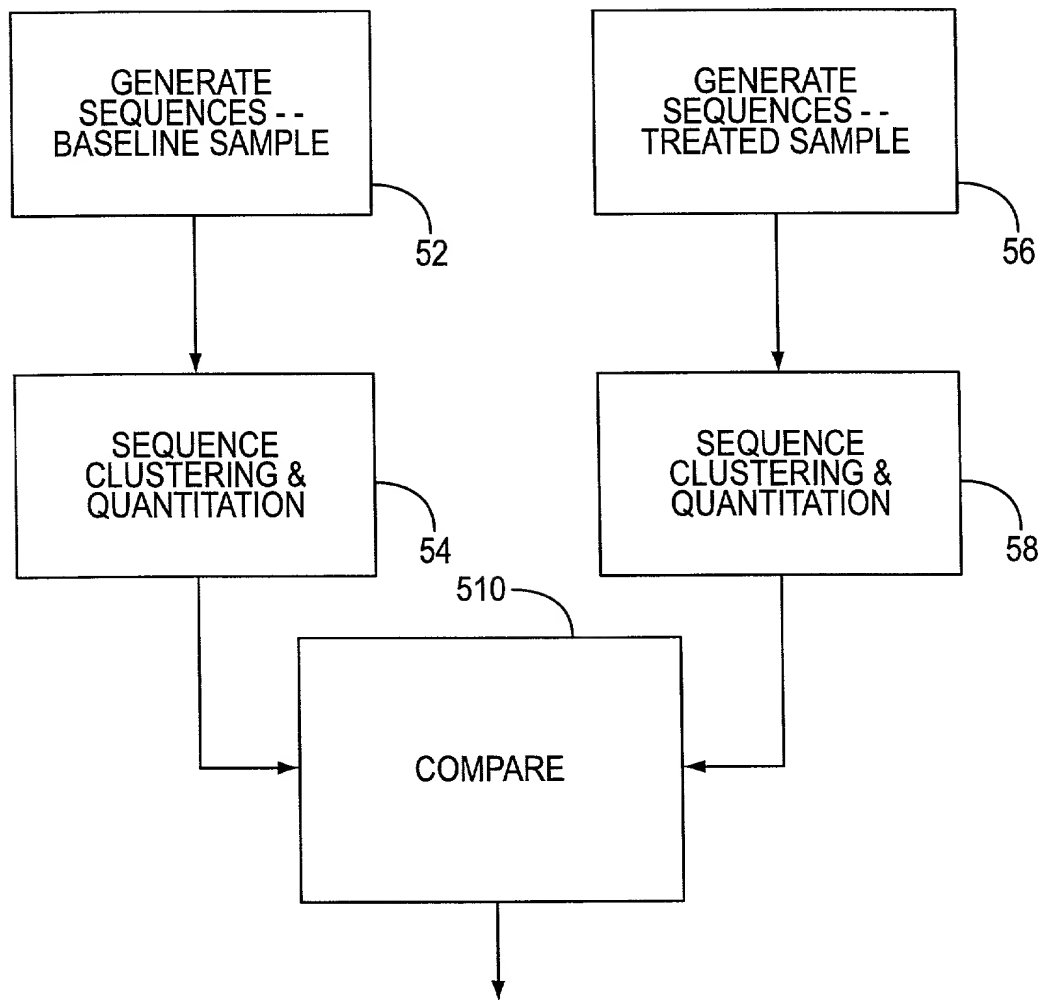 GENERATE
SEQUENCES - -
BASELINE SAMPLE
52
GENERATE
SEQUENCES - -
TREATED SAMPLE
56
SEQUENCE
CLUSTERING &
QUANTITATION
54
SEQUENCE
CLUSTERING &
QUANTITATION
58
510
COMPARE